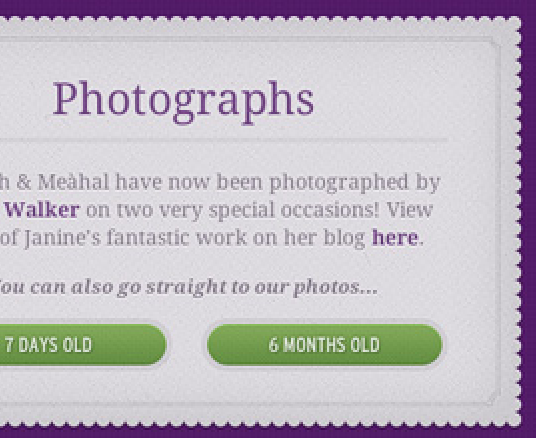 Photographs
h & Meàhal have now been photographed by
Walker on two very special occasions! View
of Janine's fantastic work on her blog here.
You can also go straight to our photos...
7 DAYS OLD
6 MONTHS OLD